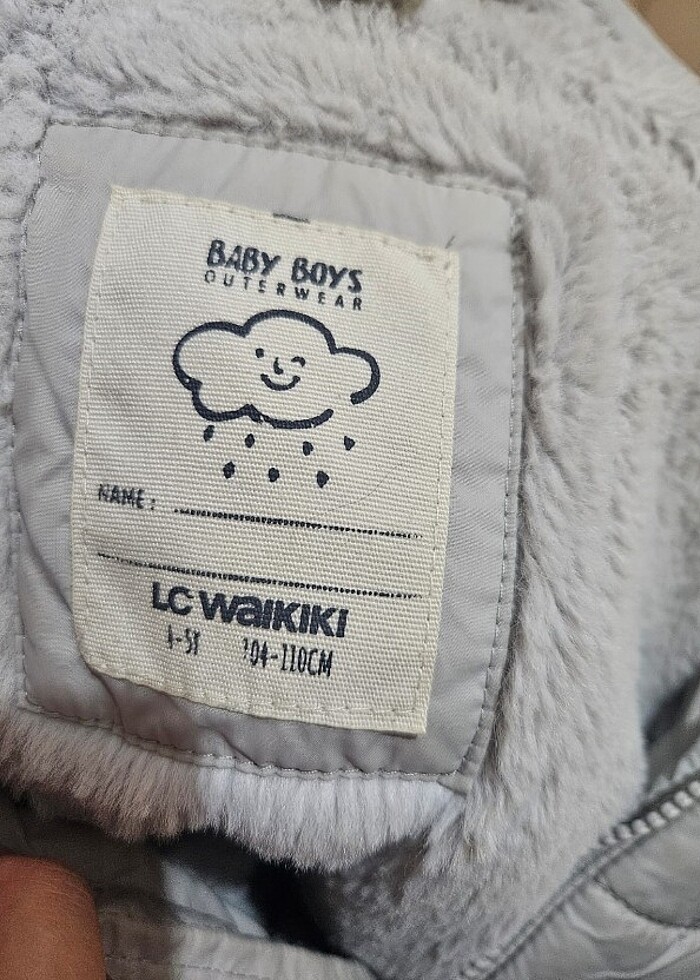 BABY BOYS
OUTERWEAR
NAME :
LC WAIKIKI
4-5Y 104-110CM